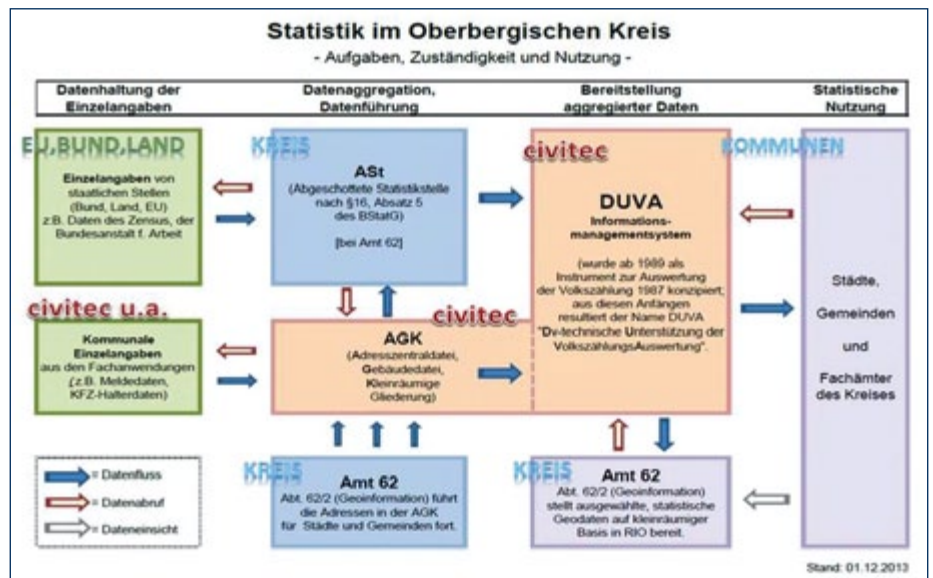 Statistik im Oberbergischen Kreis
- Aufgaben, Zuständigkeit und Nutzung -
Datenhaltung der
Einzelangaben
Datenaggregation,
Datenführung
Bereitstellung
aggregierter Daten
Statistische
Nutzung
EU,BUND,LAND
Einzelangaben von
staatlichen Stellen
(Bund, Land, EU)
z.B. Daten des Zensus, der
Bundesanstalt f. Arbeit
KREIS
ASt
(Abgeschottete Statistikstelle
nach §16, Absatz 5
des BStatG)
[bei Amt 62]
civitec
DUVA
Informations-
managementsystem
(wurde ab 1989 als
Instrument zur Auswertung
der Volkszählung 1987 konzipiert;
aus diesen Anfängen
resultiert der Name DUVA
"Dv-technische Unterstützung der
VolkszählungsAuswertung".
KOMMUNEN
Städte,
Gemeinden
und
Fachämter
des Kreises
civitec u.a.
Kommunale
Einzelangaben
aus den Fachanwendungen
(z.B. Meldedaten,
KFZ-Halterdaten)
civitec
AGK
(Adresszentraldatei,
Gebäudedatei,
Kleinräumige
Gliederung)
KREIS
Amt 62
Abt. 62/2 (Geoinformation) führt
die Adressen in der AGK
für Städte und Gemeinden fort.
KREIS
Amt 62
Abt. 62/2 (Geoinformation)
stellt ausgewählte, statistische
Geodaten auf kleinräumiger
Basis in RIO bereit.
= Datenfluss
= Datenabruf
= Dateneinsicht
Stand: 01.12.2013